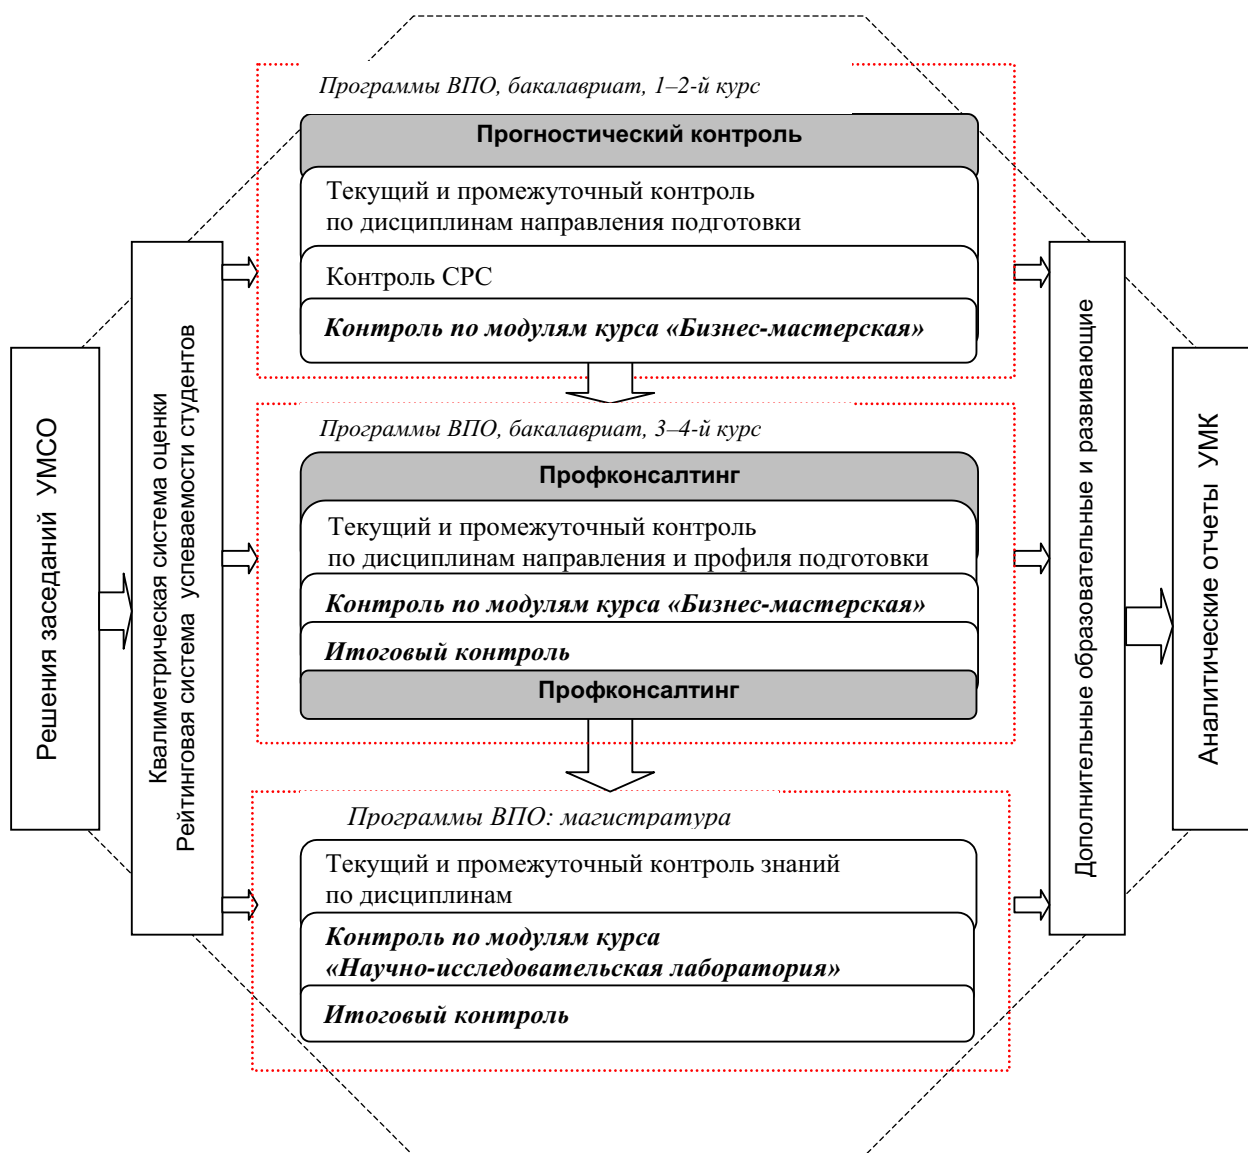 Программы ВПО, бакалавриат, 1–2-й курс
Прогностический контроль
Текущий и промежуточный контроль
по дисциплинам направления подготовки
Контроль СРС
Контроль по модулям курса «Бизнес-мастерская»
Решения заседаний УМСО
Квалиметрическая система оценки
Рейтинговая система успеваемости студентов
Программы ВПО, бакалавриат, 3–4-й курс
Профконсалтинг
Текущий и промежуточный контроль
по дисциплинам направления и профиля подготовки
Контроль по модулям курса «Бизнес-мастерская»
Итоговый контроль
Профконсалтинг
Программы ВПО: магистратура
Текущий и промежуточный контроль знаний
по дисциплинам
Контроль по модулям курса
«Научно-исследовательская лаборатория»
Итоговый контроль
Дополнительные образовательные и развивающие
Аналитические отчеты УМК